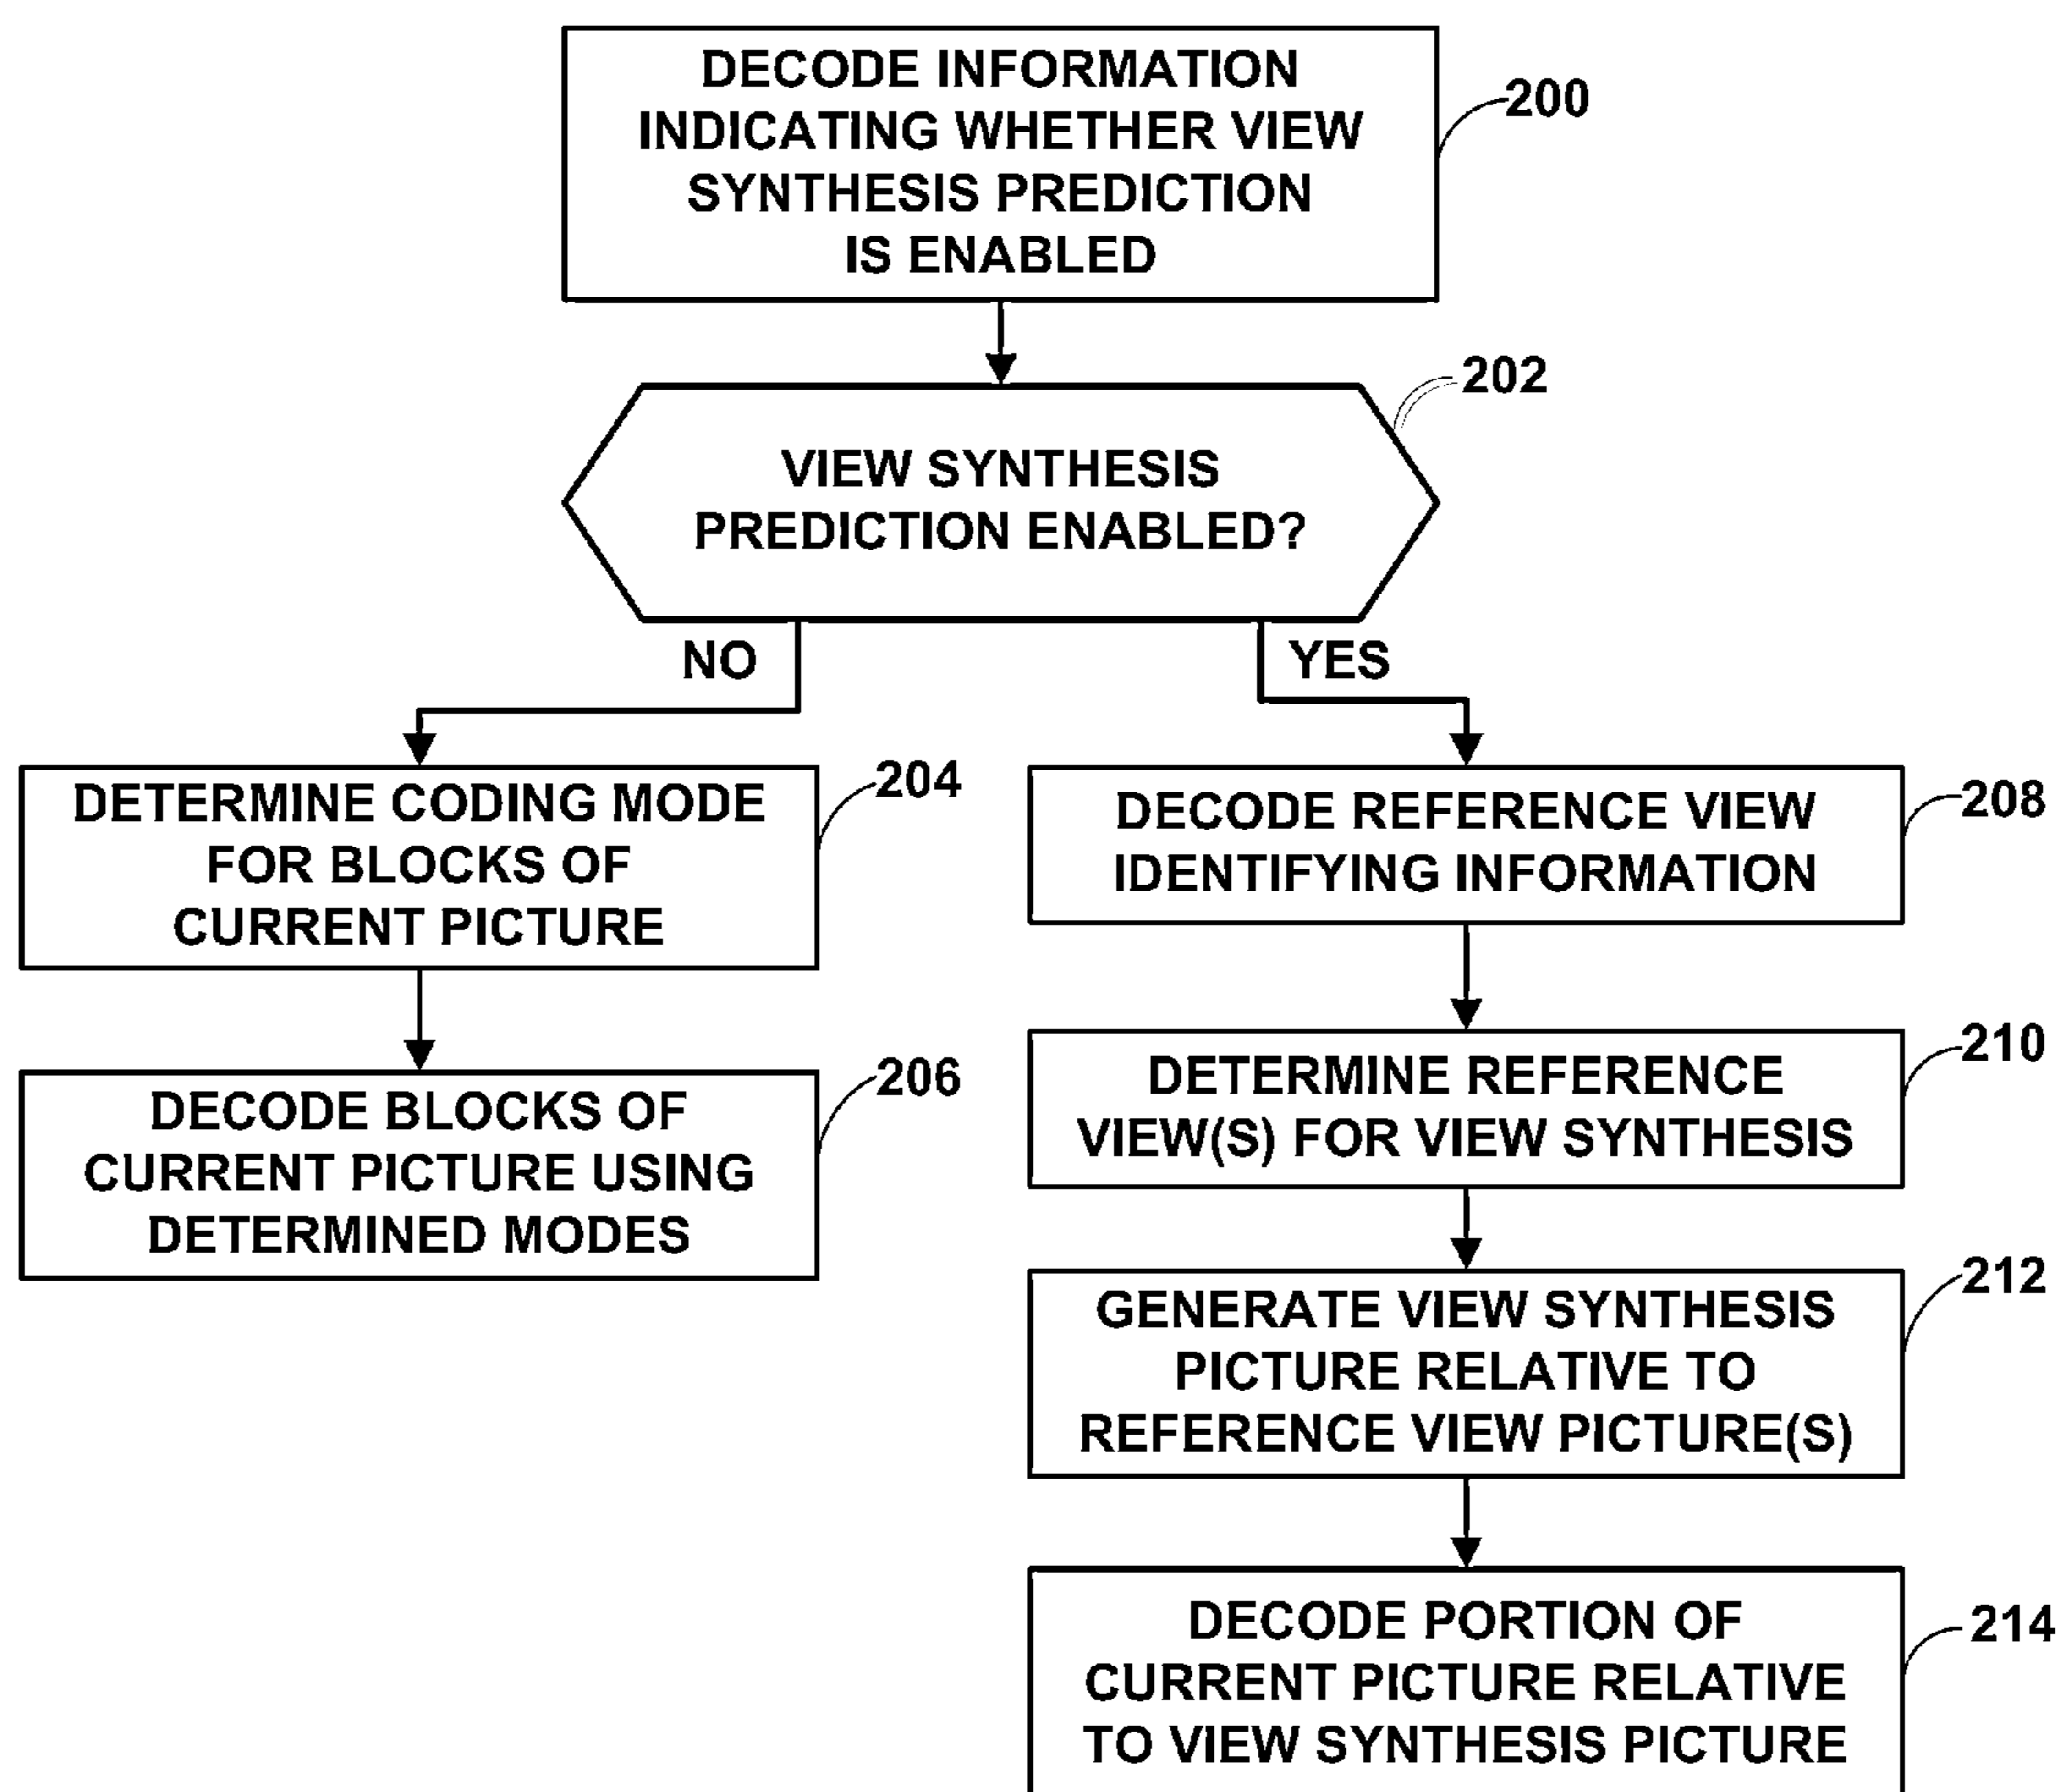 DECODE INFORMATION
INDICATING WHETHER VIEW
SYNTHESIS PREDICTION
IS ENABLED
200
202
VIEW SYNTHESIS
PREDICTION ENABLED?
NO
YES
DETERMINE CODING MODE
FOR BLOCKS OF
CURRENT PICTURE
204
DECODE BLOCKS OF
CURRENT PICTURE USING
DETERMINED MODES
206
DECODE REFERENCE VIEW
IDENTIFYING INFORMATION
208
DETERMINE REFERENCE
VIEW(S) FOR VIEW SYNTHESIS
210
GENERATE VIEW SYNTHESIS
PICTURE RELATIVE TO
REFERENCE VIEW PICTURE(S)
212
DECODE PORTION OF
CURRENT PICTURE RELATIVE
TO VIEW SYNTHESIS PICTURE
214